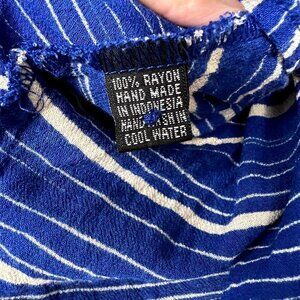 100% RAYON
HAND MADE
IN INDONESIA
HAND WASH IN
COOL WATER